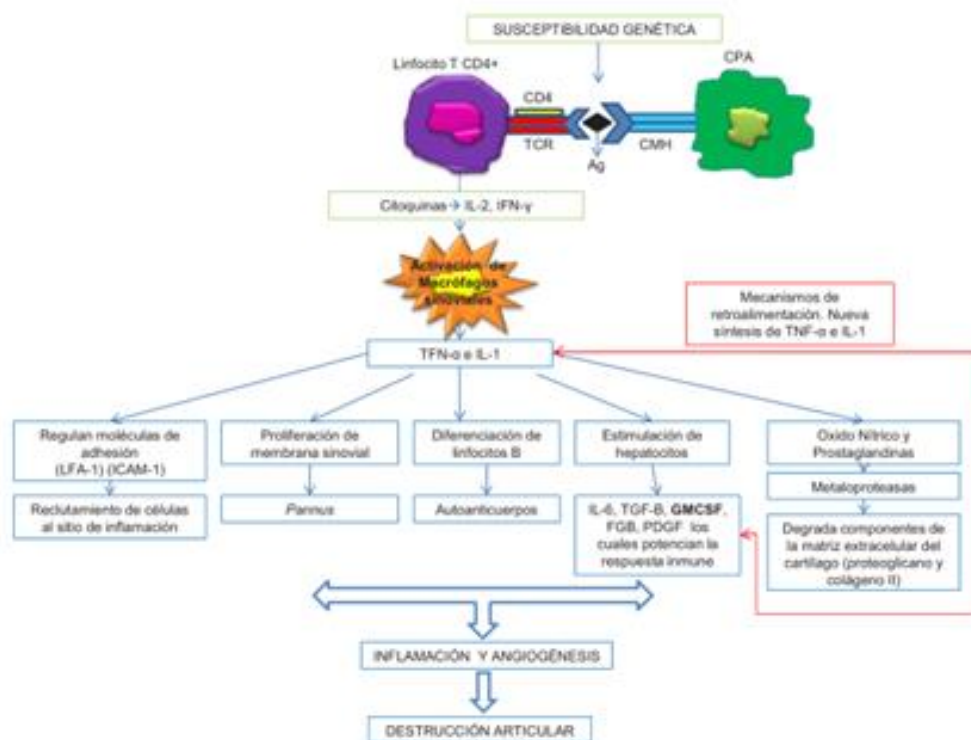 SUSCEPTIBILIDAD GENÉTICA
Linfocito T CD4+
CPA
CD4
TCR
CMH
Ag
Citoquinas → IL-2, IFN-γ
Activación de
Macrófagos
sinoviales
Mecanismos de
retroalimentación. Nueva
síntesis de TNF-α e IL-1
TFN-α e IL-1
Regulan moléculas de
adhesión
(LFA-1) (ICAM-1)
Proliferación de
membrana sinovial
Diferenciación de
linfocitos B
Estimulación de
hepatocitos
Oxido Nítrico y
Prostaglandinas
Reclutamiento de células
al sitio de inflamación
Pannus
Autoanticuerpos
IL-6, TGF-B, GMCSF,
FGB, PDGF los
cuales potencian la
respuesta inmune
Metaloproteasas
Degrada componentes de
la matriz extracelular del
cartílago (proteoglicano y
colágeno II)
INFLAMACIÓN Y ANGIOGÉNESIS
DESTRUCCIÓN ARTICULAR